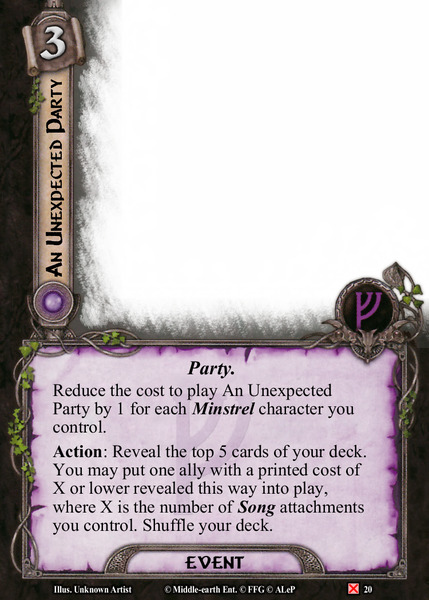 3
An Unexpected Party
Party.
Reduce the cost to play An Unexpected
Party by 1 for each Minstrel character you
control.
Action: Reveal the top 5 cards of your deck.
You may put one ally with a printed cost of
X or lower revealed this way into play,
where X is the number of Song attachments
you control. Shuffle your deck.
EVENT
Illus. Unknown Artist © Middle-earth Ent. © FFG © ALeP 20